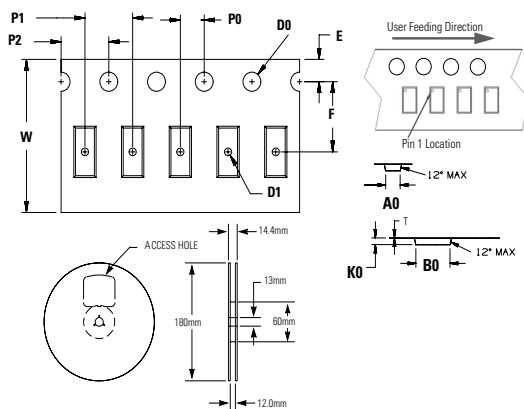 P1
P0
D0
E
P2
User Feeding Direction
W
F
Pin 1 Location
D1
12° MAX
A0
T
K0
B0
12° MAX
14.4mm
ACCESS HOLE
13mm
180mm
60mm
12.0mm